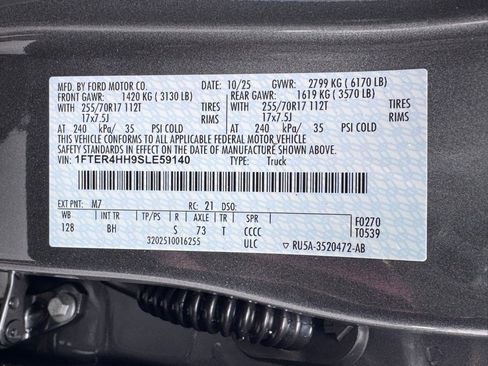 MFD. BY FORD MOTOR CO. DATE: 10/25 GVWR: 2799 KG ( 6170 LB)
FRONT GAWR: 1420 KG ( 3130 LB) REAR GAWR: 1619 KG ( 3570 LB)
255/70R17 112T TIRES 255/70R17 112T TIRES
17x7.5J RIMS 17x7.5J RIMS
AT 240 kPa/ 35 PSI COLD AT 240 kPa/ 35 PSI COLD
THIS VEHICLE CONFORMS TO ALL APPLICABLE FEDERAL MOTOR VEHICLE
SAFETY STANDARDS IN EFFECT ON THE DATE OF MANUFACTURE SHOWN ABOVE.
VIN: 1FTER4HH9SLE59140 TYPE: Truck
EXT PNT: M7 RC: 21 DSO:
WB INT TR TP/PS R AXLE TR SPR F0270
128 BH S 73 T CCCC T0539
3202510016255 ULC RU5A-3520472-AB